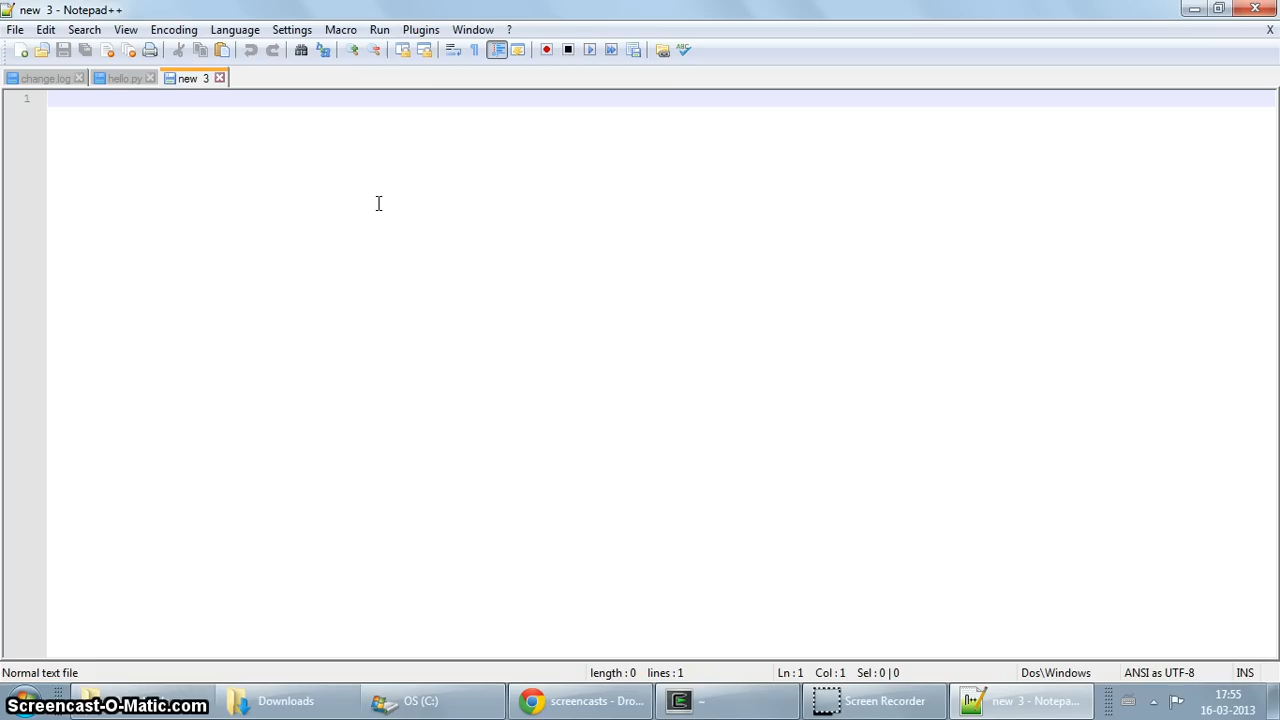 new  3 - Notepad++
File Edit Search View Encoding Language Settings Macro Run Plugins Window ? X
change.log hello.py new  3
1
Normal text file length : 0 lines : 1 Ln : 1 Col : 1 Sel : 0 | 0 Dos\Windows ANSI as UTF-8 INS
Downloads OS (C:) screencasts - Dro... ~ Screen Recorder new  3 - Notepa... 17:55
Screencast-O-Matic.com 16-03-2013